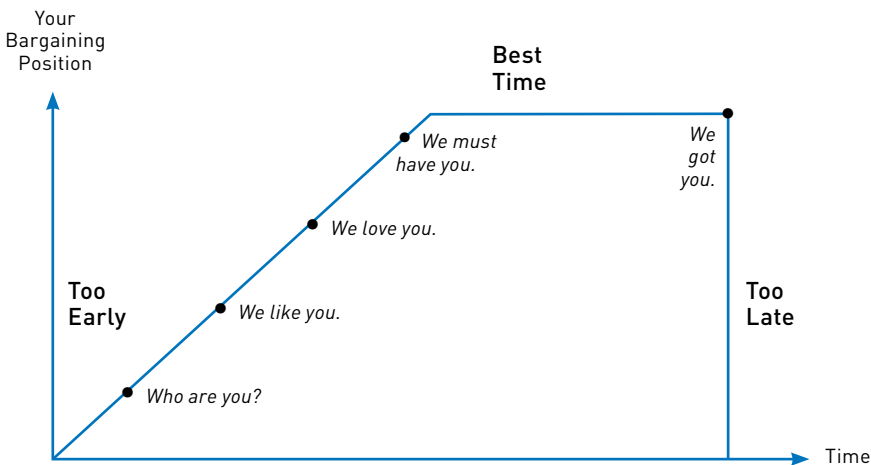 Your
Bargaining
Position
Best
Time
We must
have you.
We
got
you.
We love you.
Too
Early
We like you.
Too
Late
Who are you?
Time